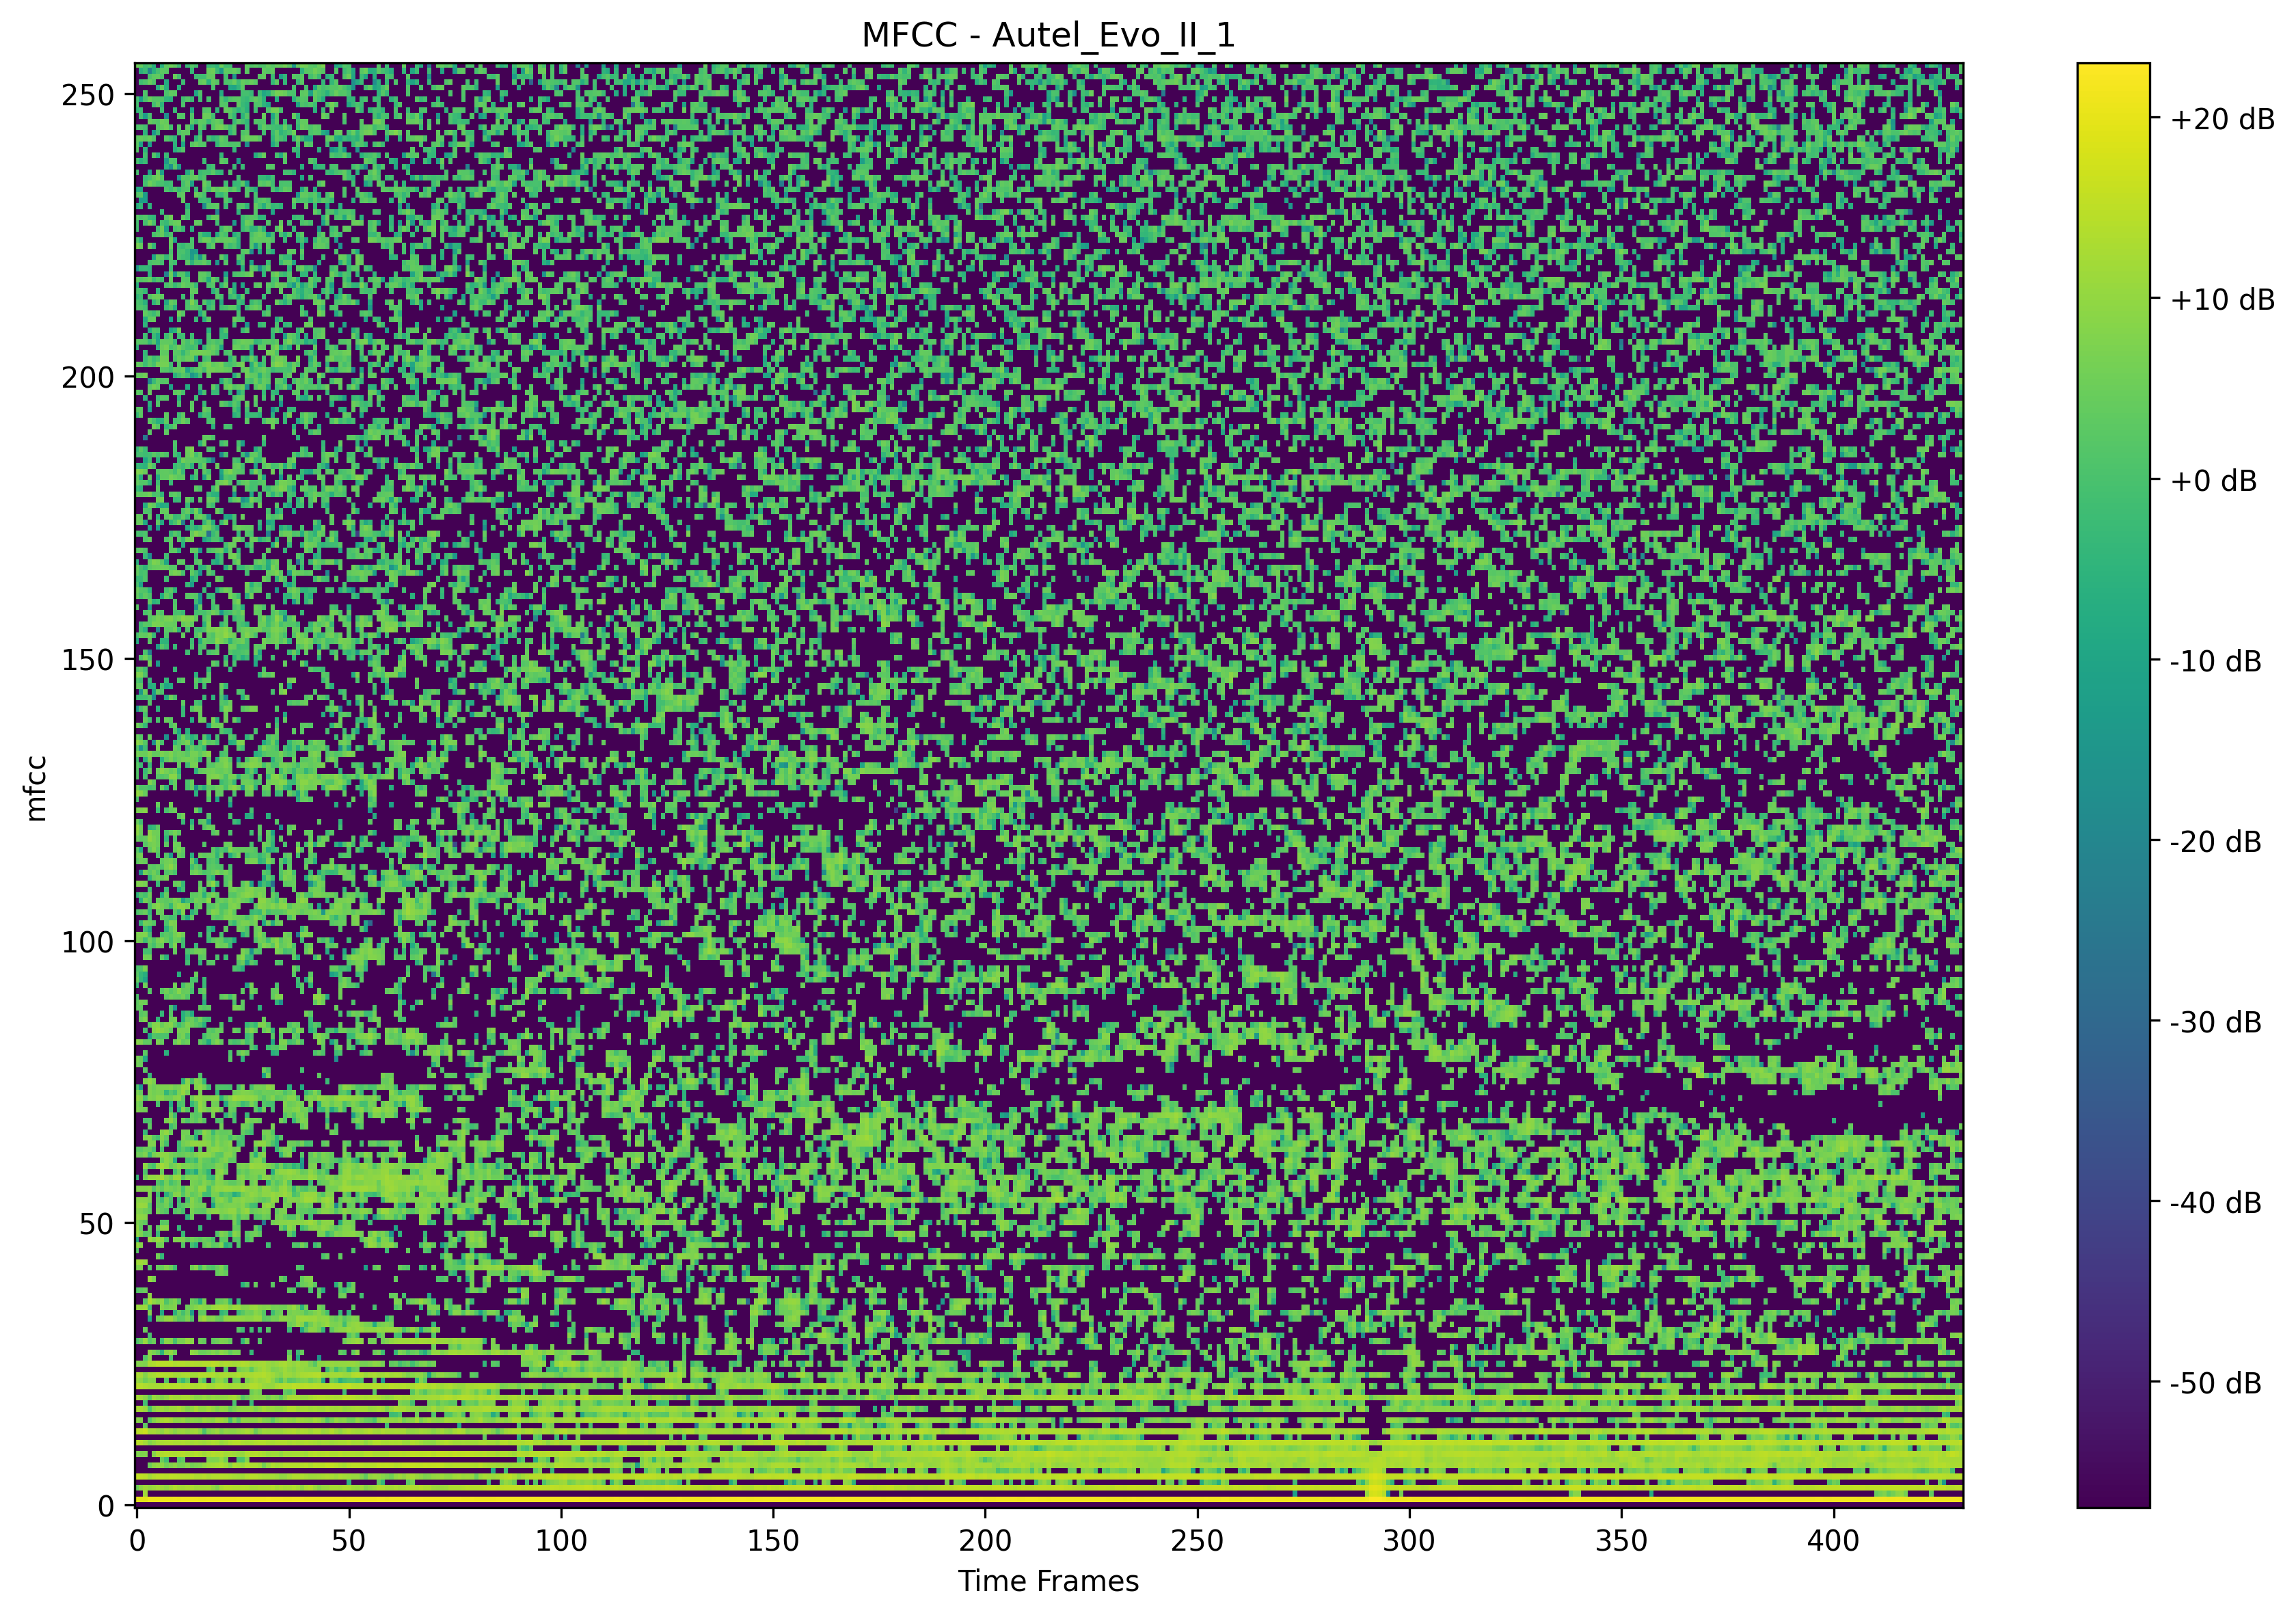 MFCC - Autel_Evo_II_1
250
200
150
100
50
0
mfcc
0 50 100 150 200 250 300 350 400
Time Frames
+20 dB
+10 dB
+0 dB
-10 dB
-20 dB
-30 dB
-40 dB
-50 dB